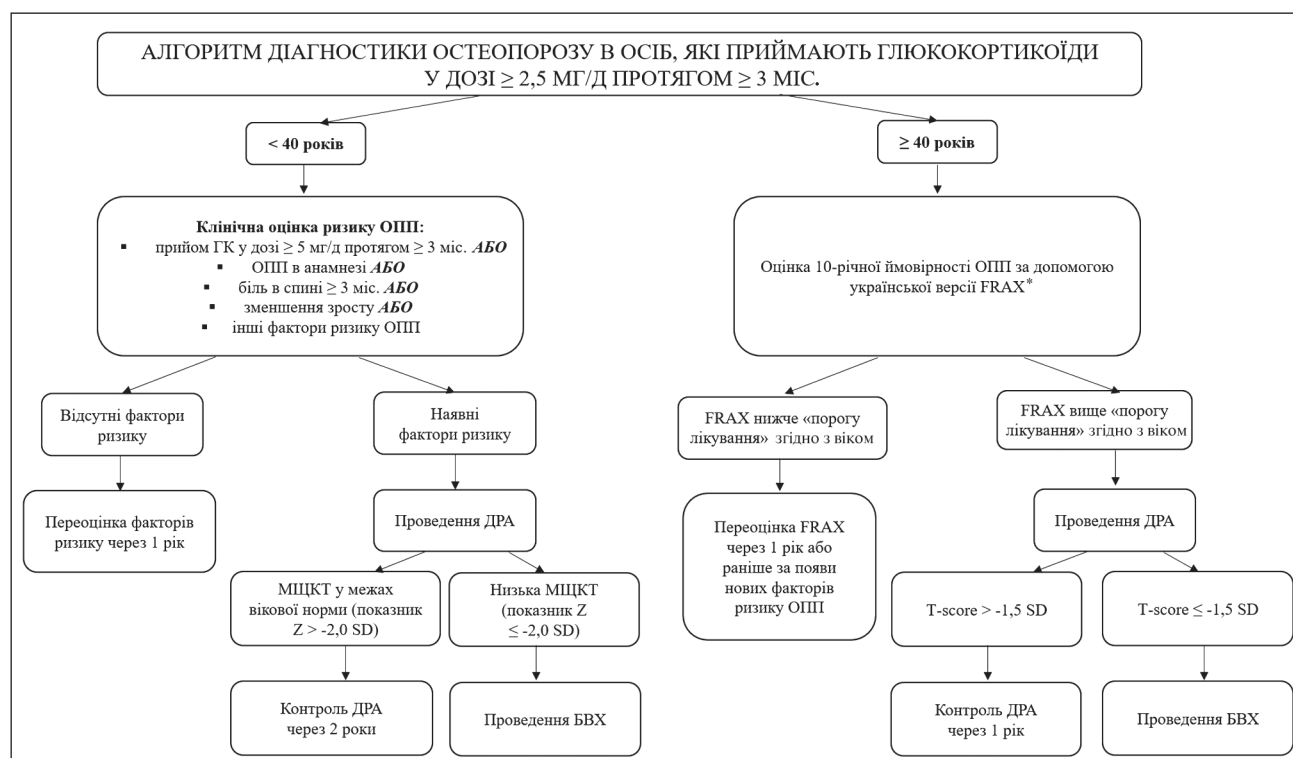 АЛГОРИТМ ДІАГНОСТИКИ ОСТЕОПОРОЗУ В ОСІБ, ЯКІ ПРИЙМАЮТЬ ГЛЮКОКОРТИКОЇДИ
У ДОЗІ ≥ 2,5 МГ/Д ПРОТЯГОМ ≥ 3 МІС.
< 40 років
≥ 40 років
Клінічна оцінка ризику ОПП:
▪ прийом ГК у дозі ≥ 5 мг/д протягом ≥ 3 міс. АБО
▪ ОПП в анамнезі АБО
▪ біль в спині ≥ 3 міс. АБО
▪ зменшення зросту АБО
▪ інші фактори ризику ОПП
Оцінка 10-річної ймовірності ОПП за допомогою
української версії FRAX*
Відсутні фактори
ризику
Наявні
фактори ризику
FRAX нижче «порогу
лікування» згідно з віком
FRAX вище «порогу
лікування» згідно з віком
Переоцінка факторів
ризику через 1 рік
Проведення ДРА
Переоцінка FRAX
через 1 рік або
раніше за появи
нових факторів
ризику ОПП
Проведення ДРА
МЩКТ у межах
вікової норми (показник
Z > -2,0 SD)
Низька МЩКТ
(показник Z
≤ -2,0 SD)
T-score > -1,5 SD
T-score ≤ -1,5 SD
Контроль ДРА
через 2 роки
Проведення БВХ
Контроль ДРА
через 1 рік
Проведення БВХ